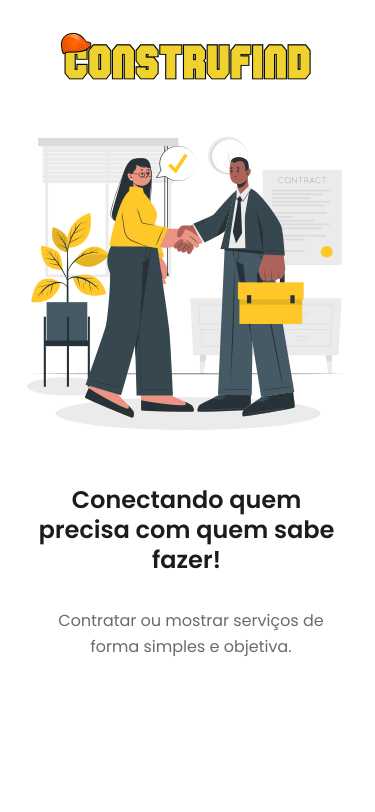 CONSTRUFIND
CONTRACT
Conectando quem
precisa com quem sabe
fazer!
Contratar ou mostrar serviços de
forma simples e objetiva.